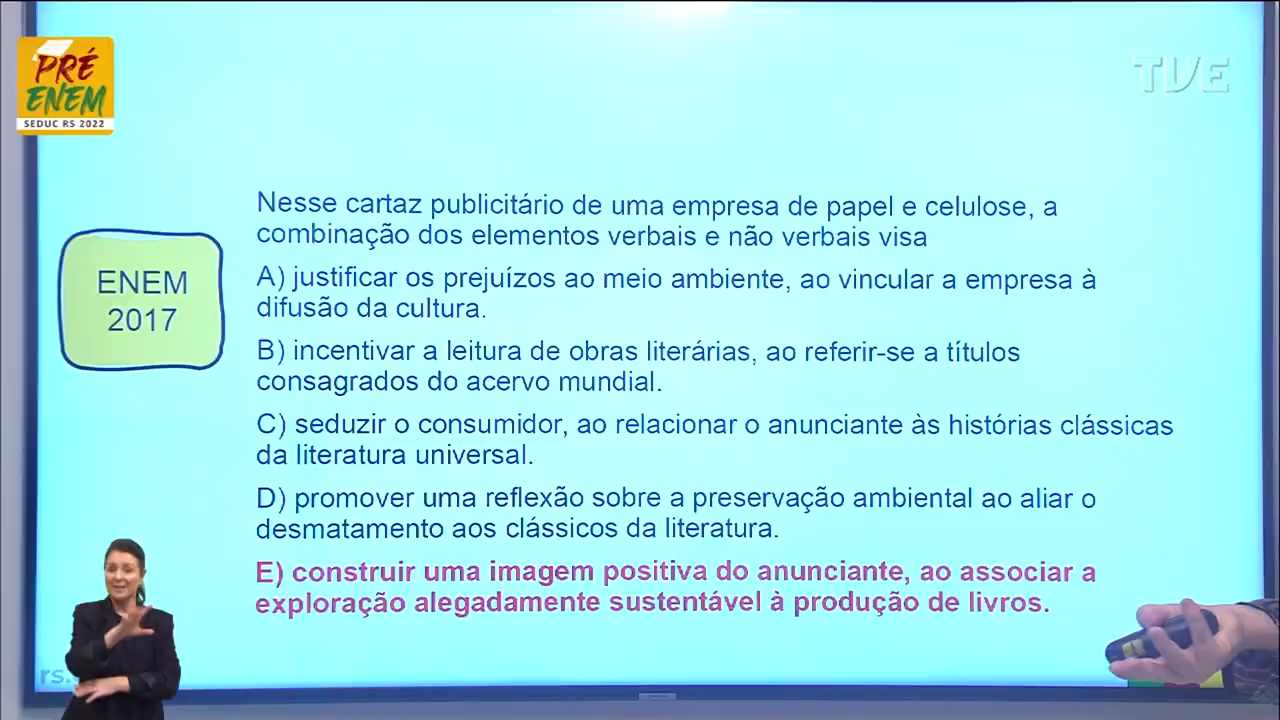 PRÉ
ENEM
SEDUC RS 2022
TVE
ENEM
2017
Nesse cartaz publicitário de uma empresa de papel e celulose, a
combinação dos elementos verbais e não verbais visa
A) justificar os prejuízos ao meio ambiente, ao vincular a empresa à
difusão da cultura.
B) incentivar a leitura de obras literárias, ao referir-se a títulos
consagrados do acervo mundial.
C) seduzir o consumidor, ao relacionar o anunciante às histórias clássicas
da literatura universal.
D) promover uma reflexão sobre a preservação ambiental ao aliar o
desmatamento aos clássicos da literatura.
E) construir uma imagem positiva do anunciante, ao associar a
exploração alegadamente sustentável à produção de livros.
rs.